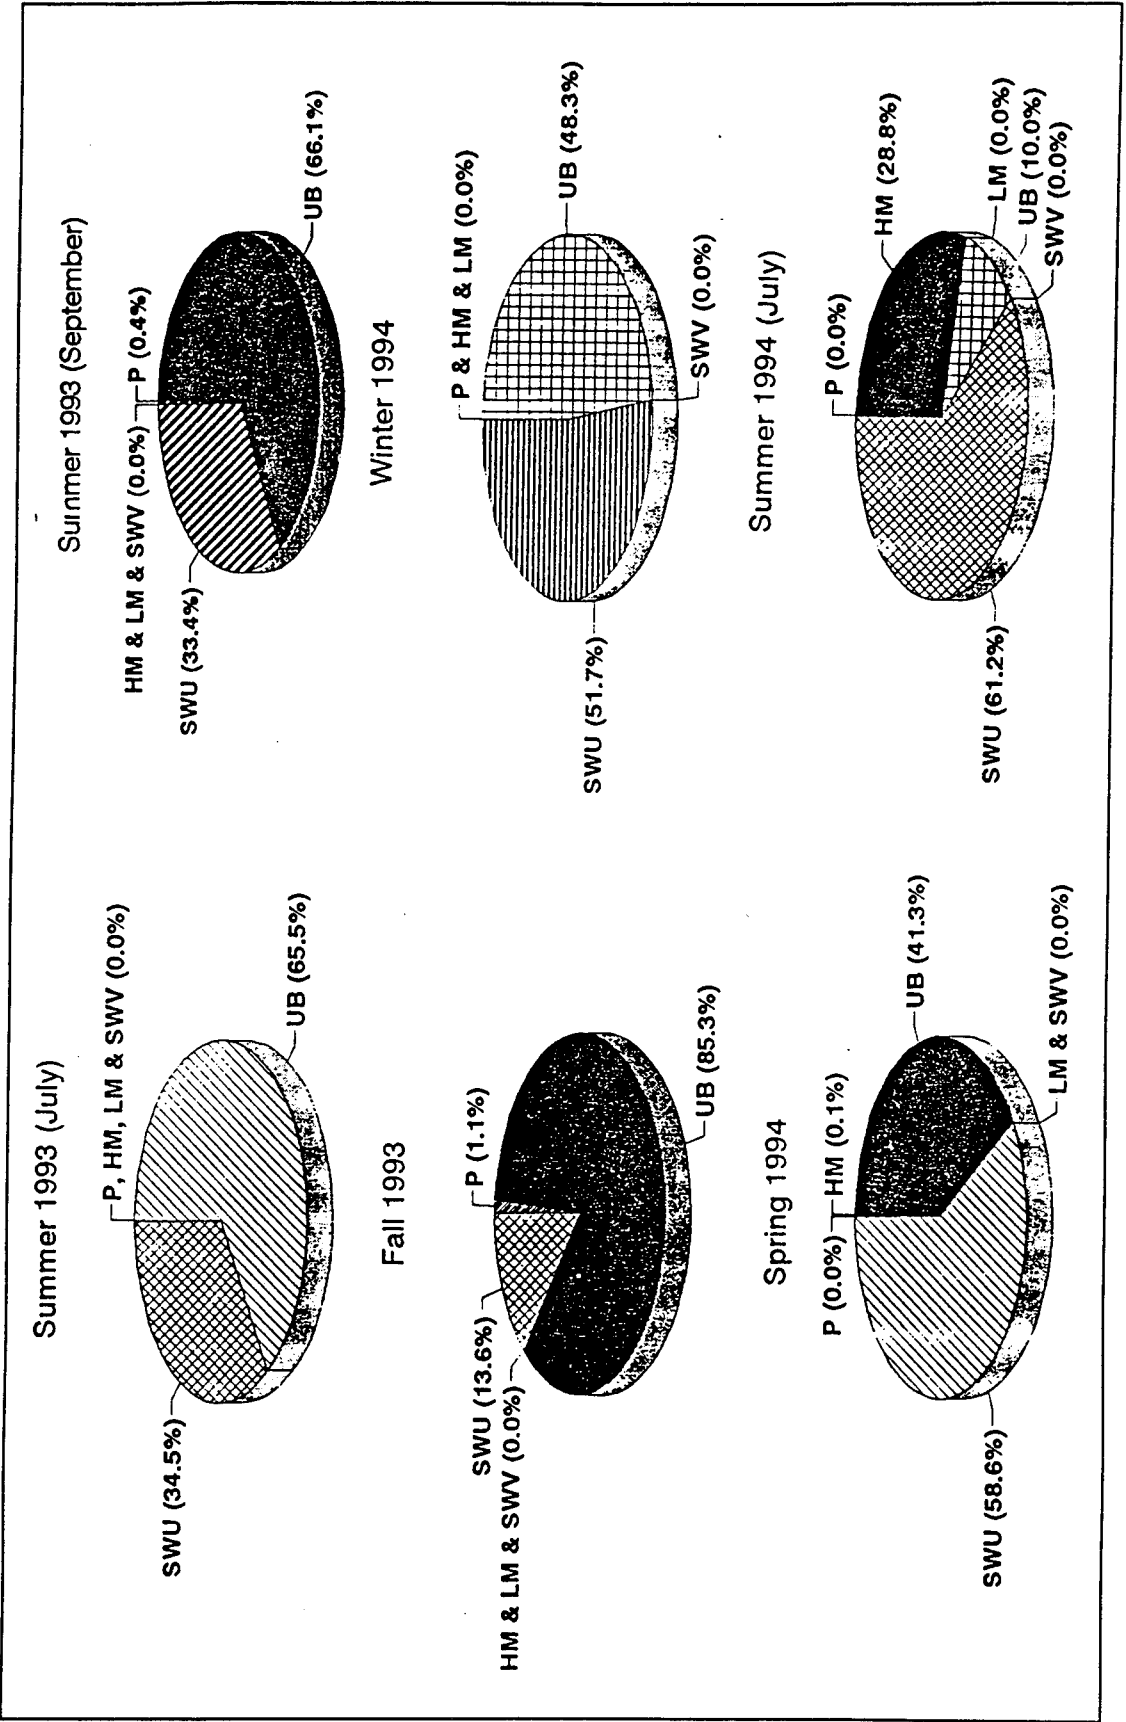 Summer 1993 (July)
P, HM, LM & SWV (0.0%)
SWU (34.5%)
UB (65.5%)
Summer 1993 (September)
HM & LM & SWV (0.0%)
P (0.4%)
SWU (33.4%)
UB (66.1%)
Fall 1993
P (1.1%)
SWU (13.6%)
HM & LM & SWV (0.0%)
UB (85.3%)
Winter 1994
P & HM & LM (0.0%)
UB (48.3%)
SWU (51.7%)
SWV (0.0%)
Spring 1994
P (0.0%)
HM (0.1%)
UB (41.3%)
SWU (58.6%)
LM & SWV (0.0%)
Summer 1994 (July)
P (0.0%)
HM (28.8%)
LM (0.0%)
UB (10.0%)
SWV (0.0%)
SWU (61.2%)